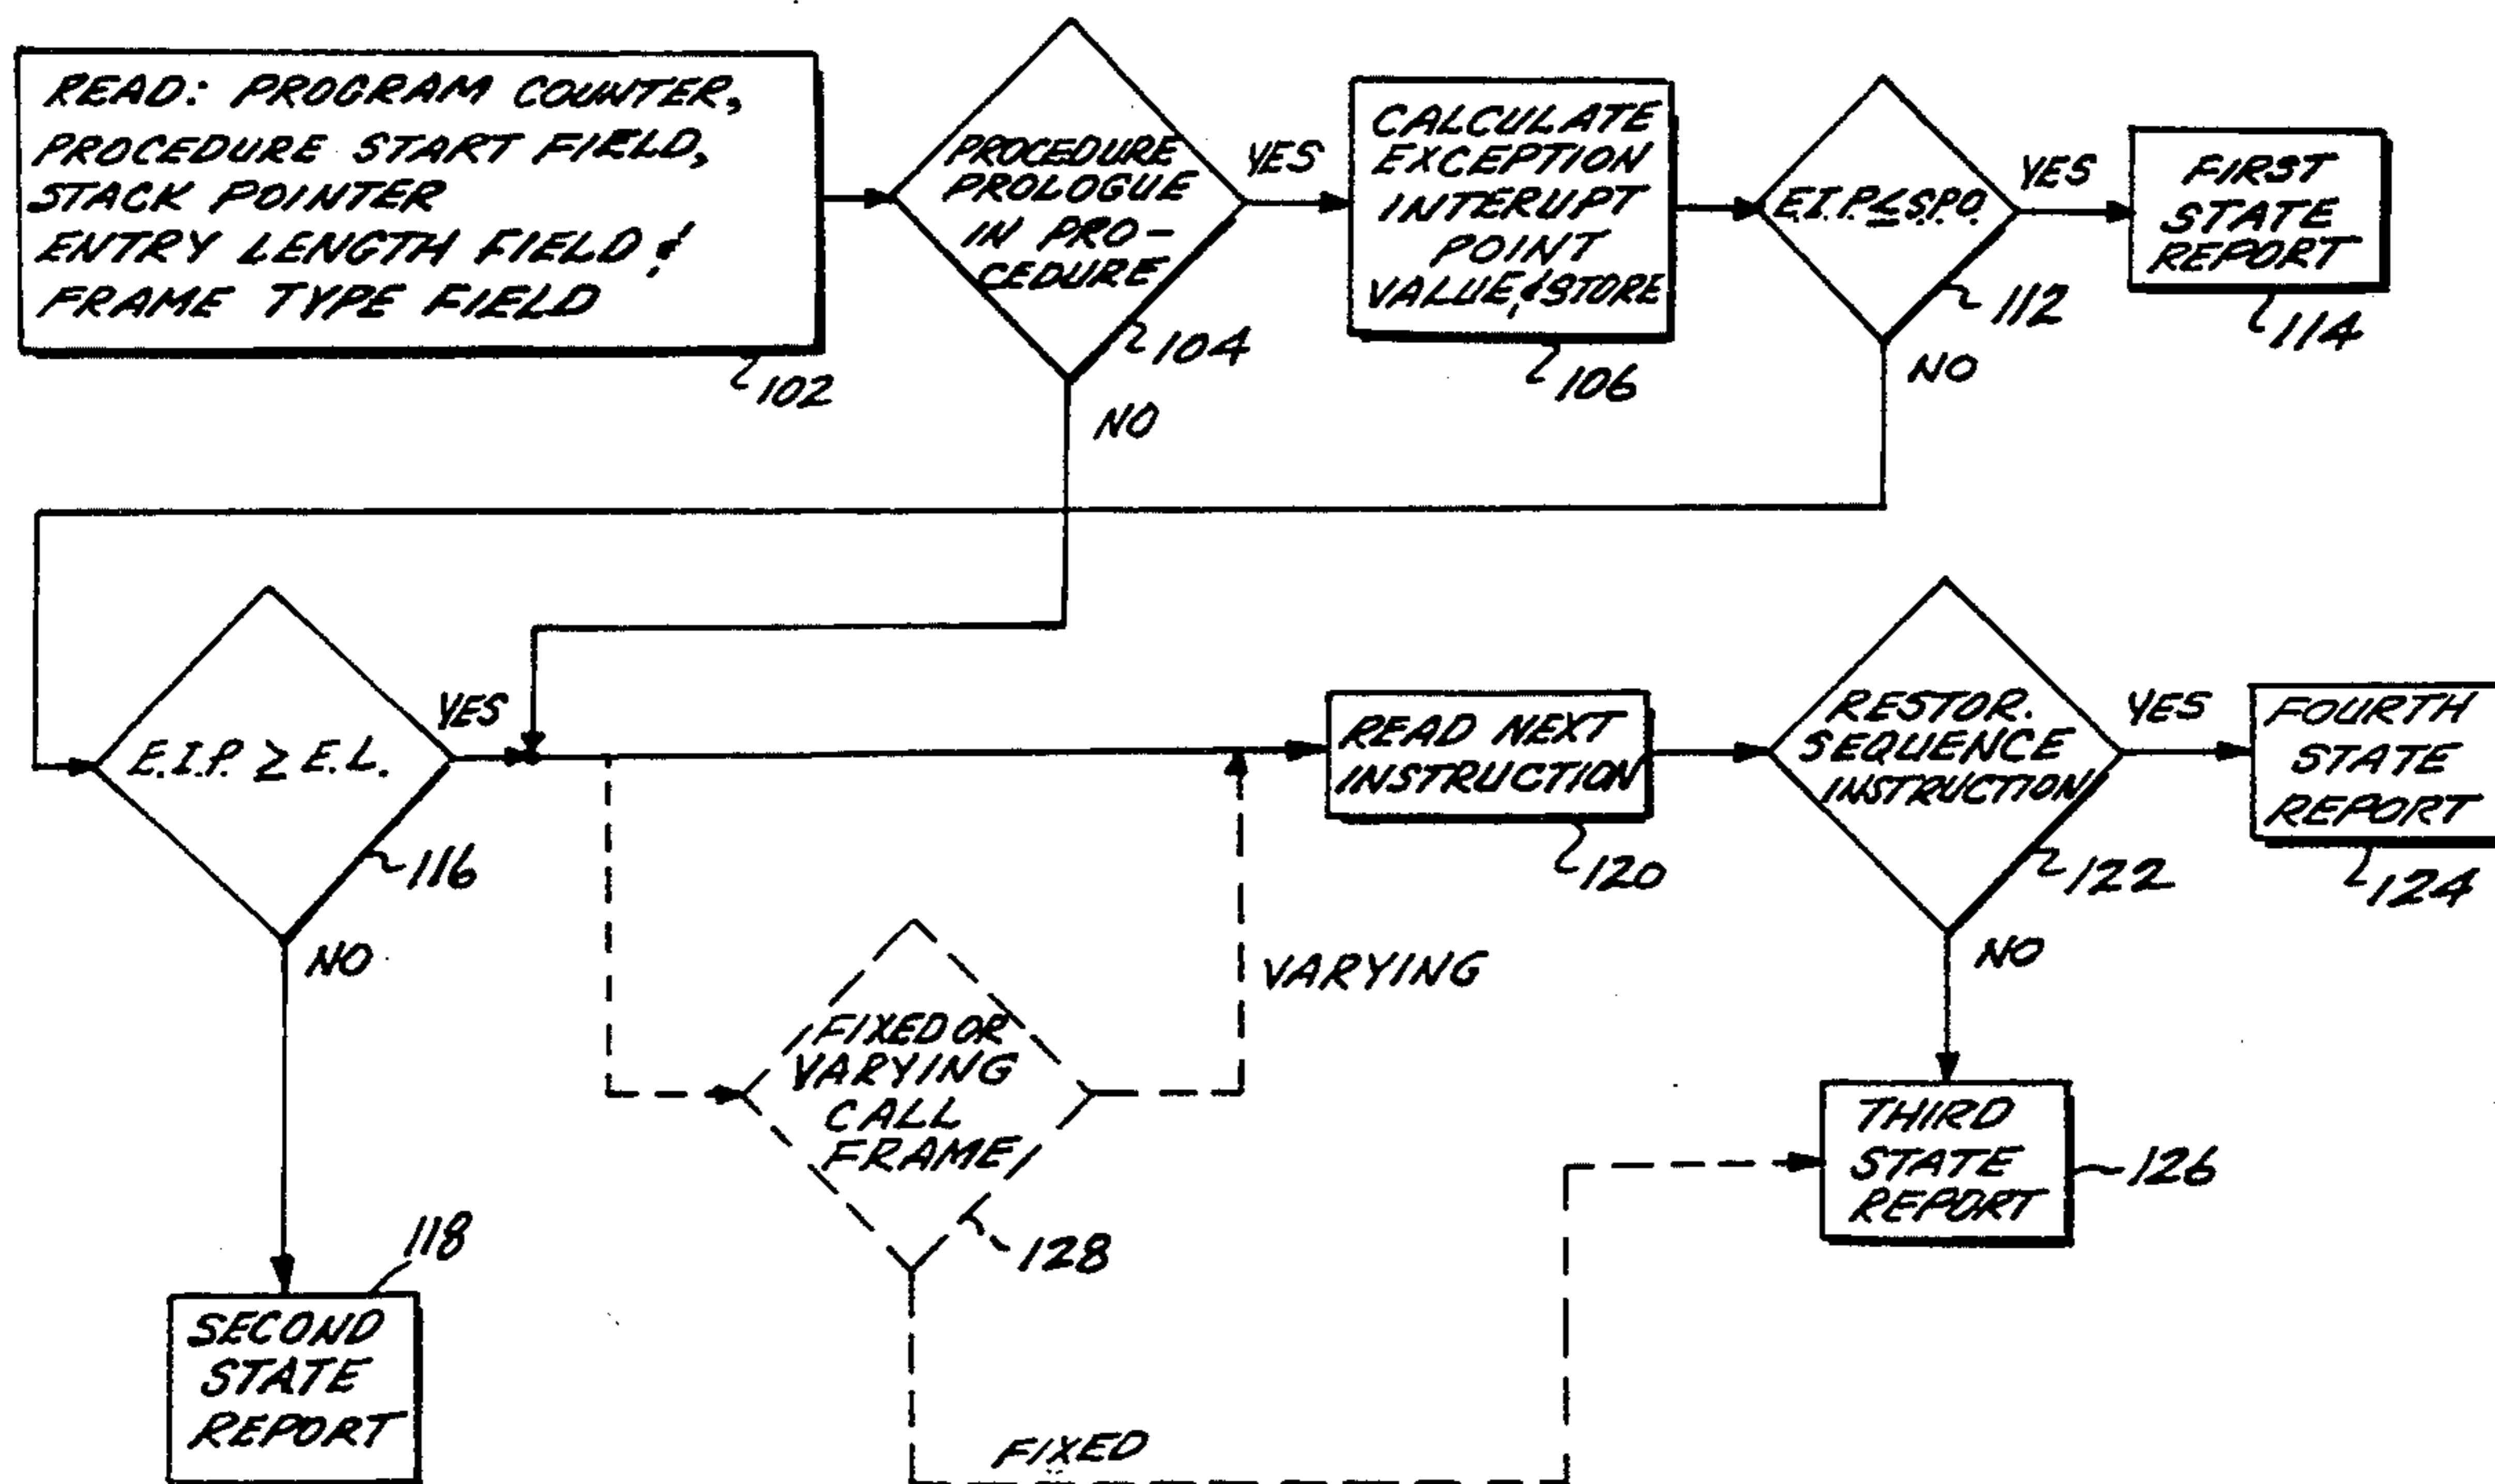 READ: PROGRAM COUNTER,
PROCEDURE START FIELD,
STACK POINTER
ENTRY LENGTH FIELD &
FRAME TYPE FIELD
102
PROCEDURE
PROLOGUE
IN PRO-
CEDURE
104
YES
NO
CALCULATE
EXCEPTION
INTERUPT
POINT
VALUE, & STORE
106
E.I.P. ≤ S.P.O.
112
YES
NO
FIRST
STATE
REPORT
114
E.I.P. ≥ E.L.
116
YES
NO
READ NEXT
INSTRUCTION
120
RESTOR.
SEQUENCE
INSTRUCTION
122
YES
NO
FOURTH
STATE
REPORT
124
FIXED OR
VARYING
CALL
FRAME
128
VARYING
FIXED
THIRD
STATE
REPORT
126
118
SECOND
STATE
REPORT